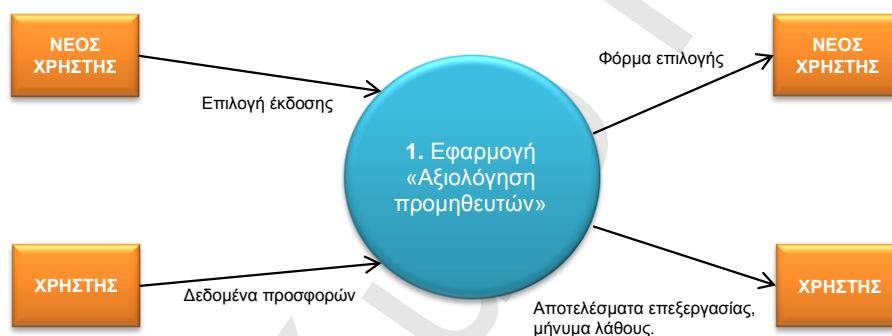 ΝΕΟΣ
ΧΡΗΣΤΗΣ
Επιλογή έκδοσης
Φόρμα επιλογής
ΝΕΟΣ
ΧΡΗΣΤΗΣ
1. Εφαρμογή
«Αξιολόγηση
προμηθευτών»
ΧΡΗΣΤΗΣ
Δεδομένα προσφορών
Αποτελέσματα επεξεργασίας,
μήνυμα λάθους.
ΧΡΗΣΤΗΣ